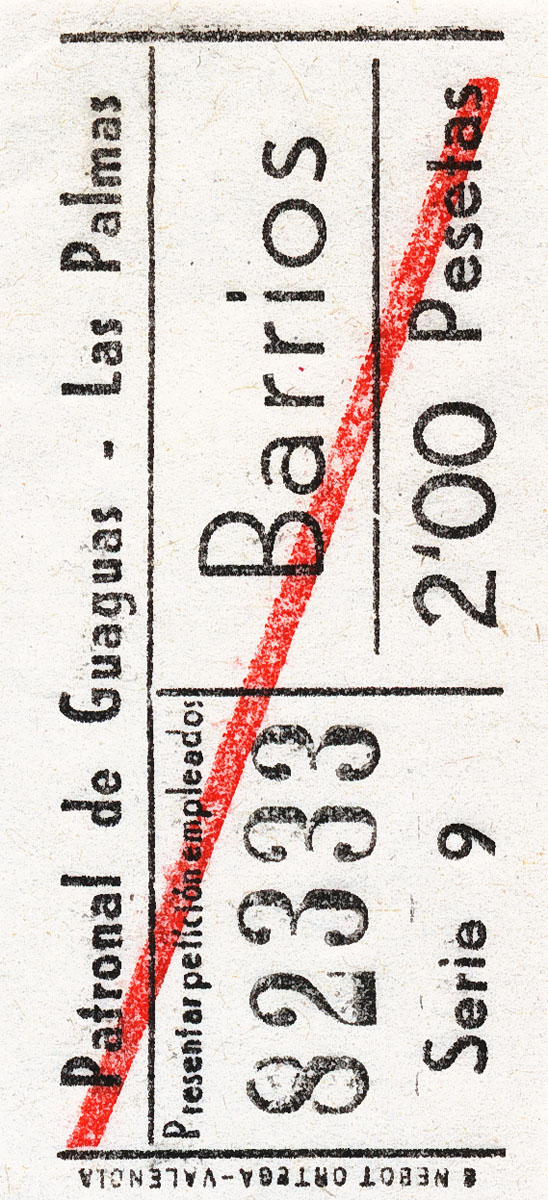 Patronal de Guaguas - Las Palmas
Presentar petición empleados
82333
Serie 9
Barrios
2'00 Pesetas
NEBOT ORTEGA-VALENCIA